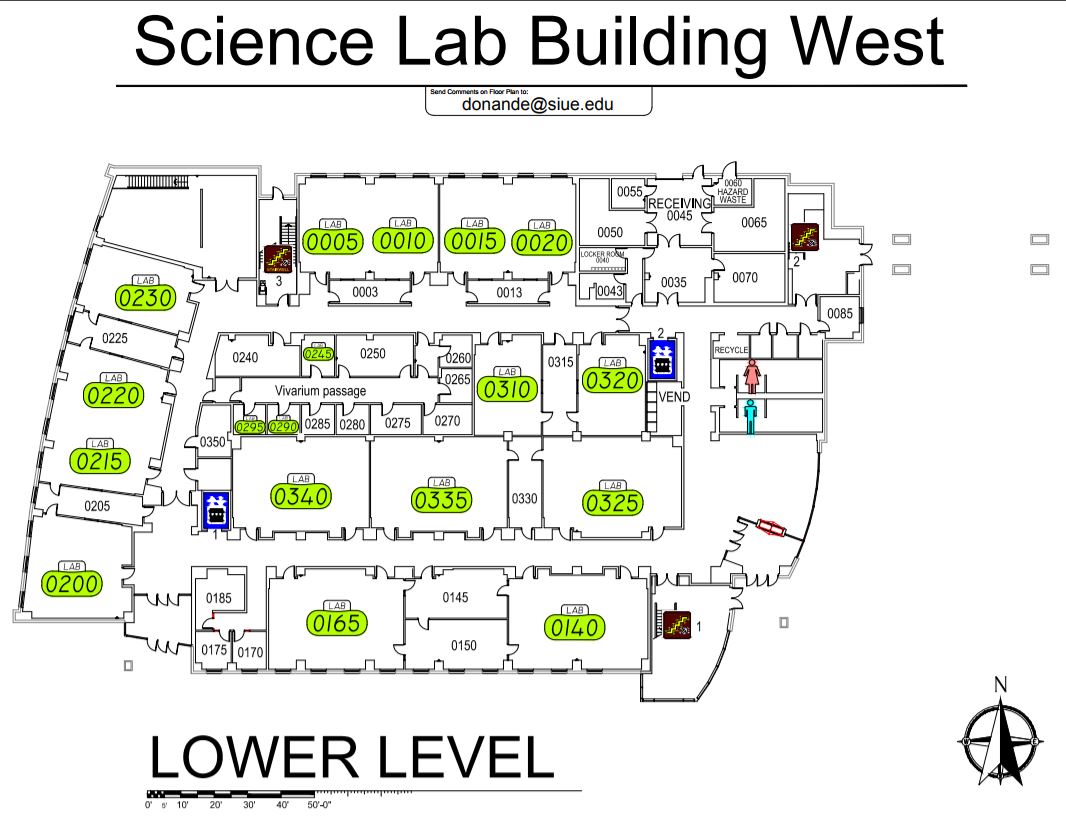 Science Lab Building West
Send Comments on Floor Plan to:
donande@siue.edu
0055
RECEIVING
0045
0060
HAZARD
WASTE
0065
0050
LAB
0005
LAB
0010
LAB
0015
LAB
0020
LOCKER ROOM
0040
0043
0035
0070
2
3
0003
0013
0085
LAB
0230
0225
0240
LAB
0245
0250
0260
0265
0315
LAB
0310
LAB
0320
2
RECYCLE
VEND
Vivarium passage
LAB
0220
LAB
0215
0350
0295
0290
0285
0280
0275
0270
0205
LAB
0340
LAB
0335
0330
LAB
0325
1
LAB
0200
0185
0175
0170
LAB
0165
0145
0150
LAB
0140
1
LOWER LEVEL
0' 5' 10' 20' 30' 40' 50'-0"
N